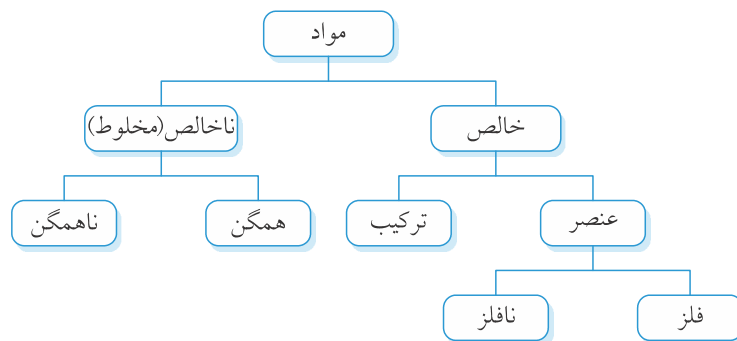 مواد
خالص
ناخالص(مخلوط)
عنصر
ترکیب
همگن
ناهمگن
فلز
نافلز